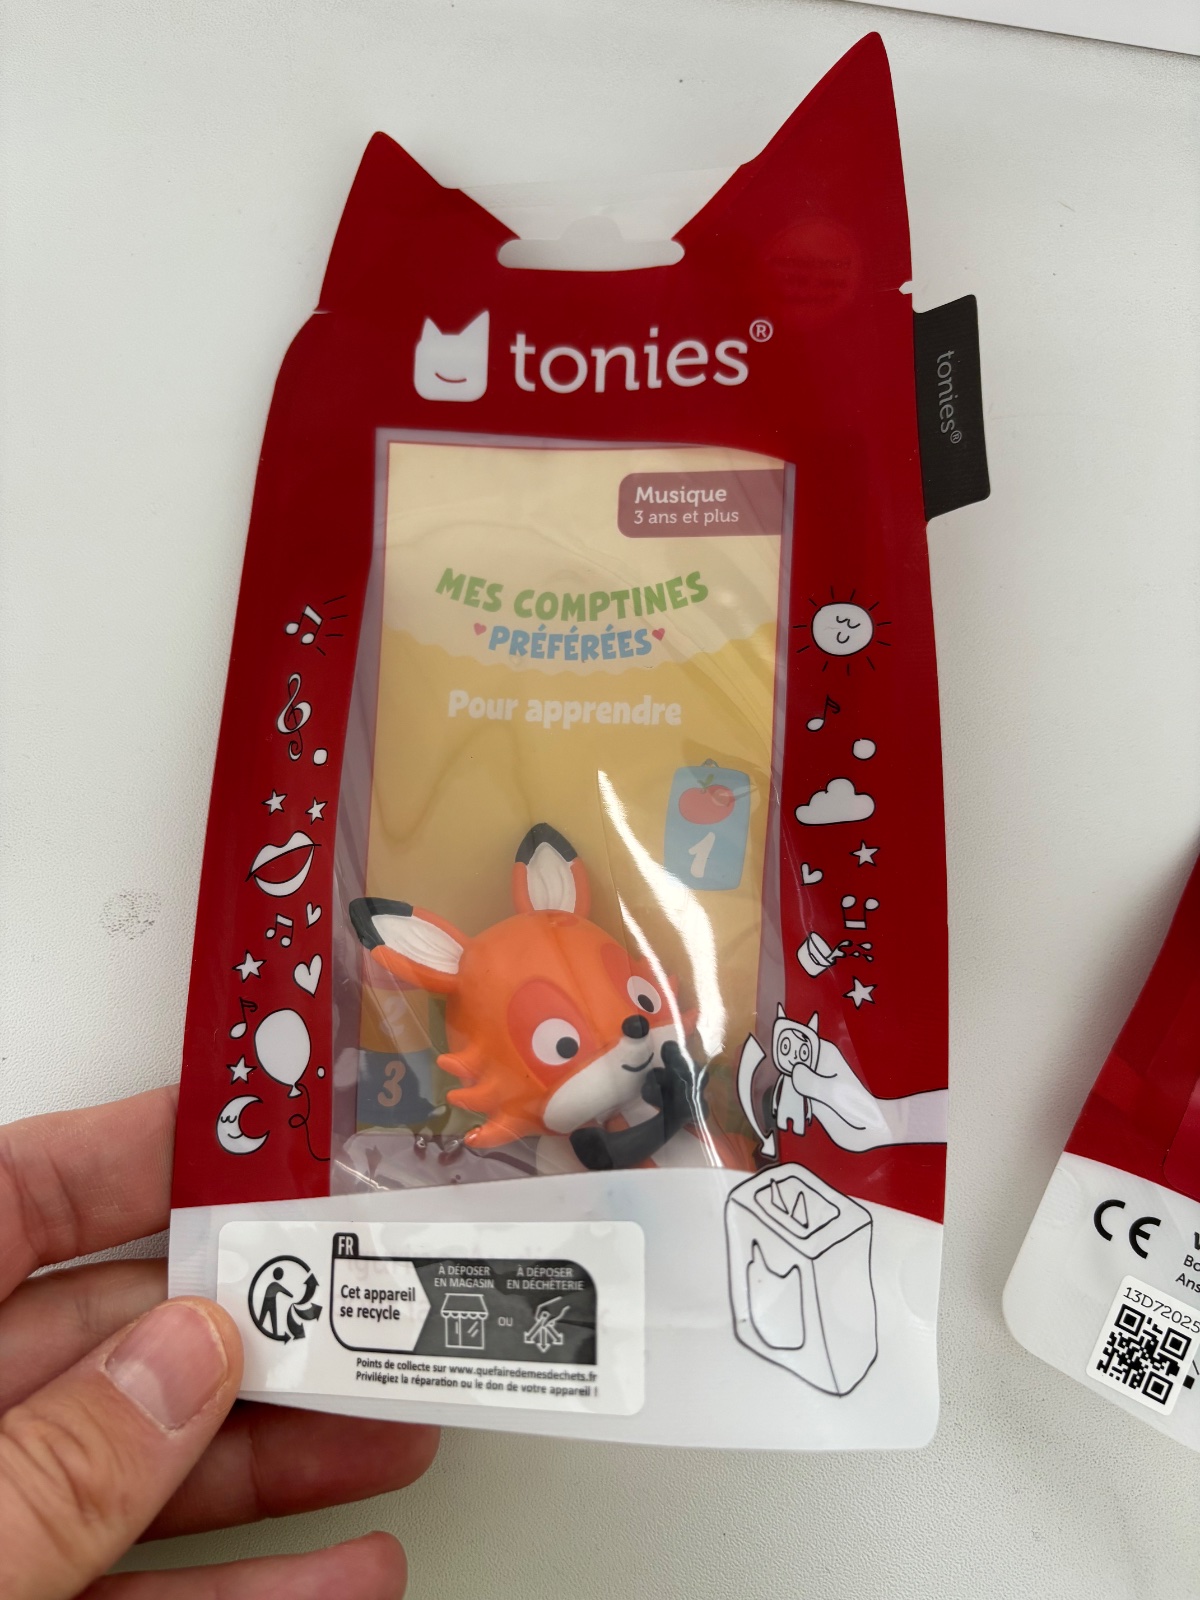 tonies®
tonies®
Musique
3 ans et plus
MES COMPTINES
PRÉFÉRÉES
Pour apprendre
1
2
3
FR
Cet appareil
se recycle
À DÉPOSER
EN MAGASIN
OU
À DÉPOSER
EN DÉCHÈTERIE
Points de collecte sur www.quefairedemesdechets.fr
Privilégiez la réparation ou le don de votre appareil !
CE
13D72025